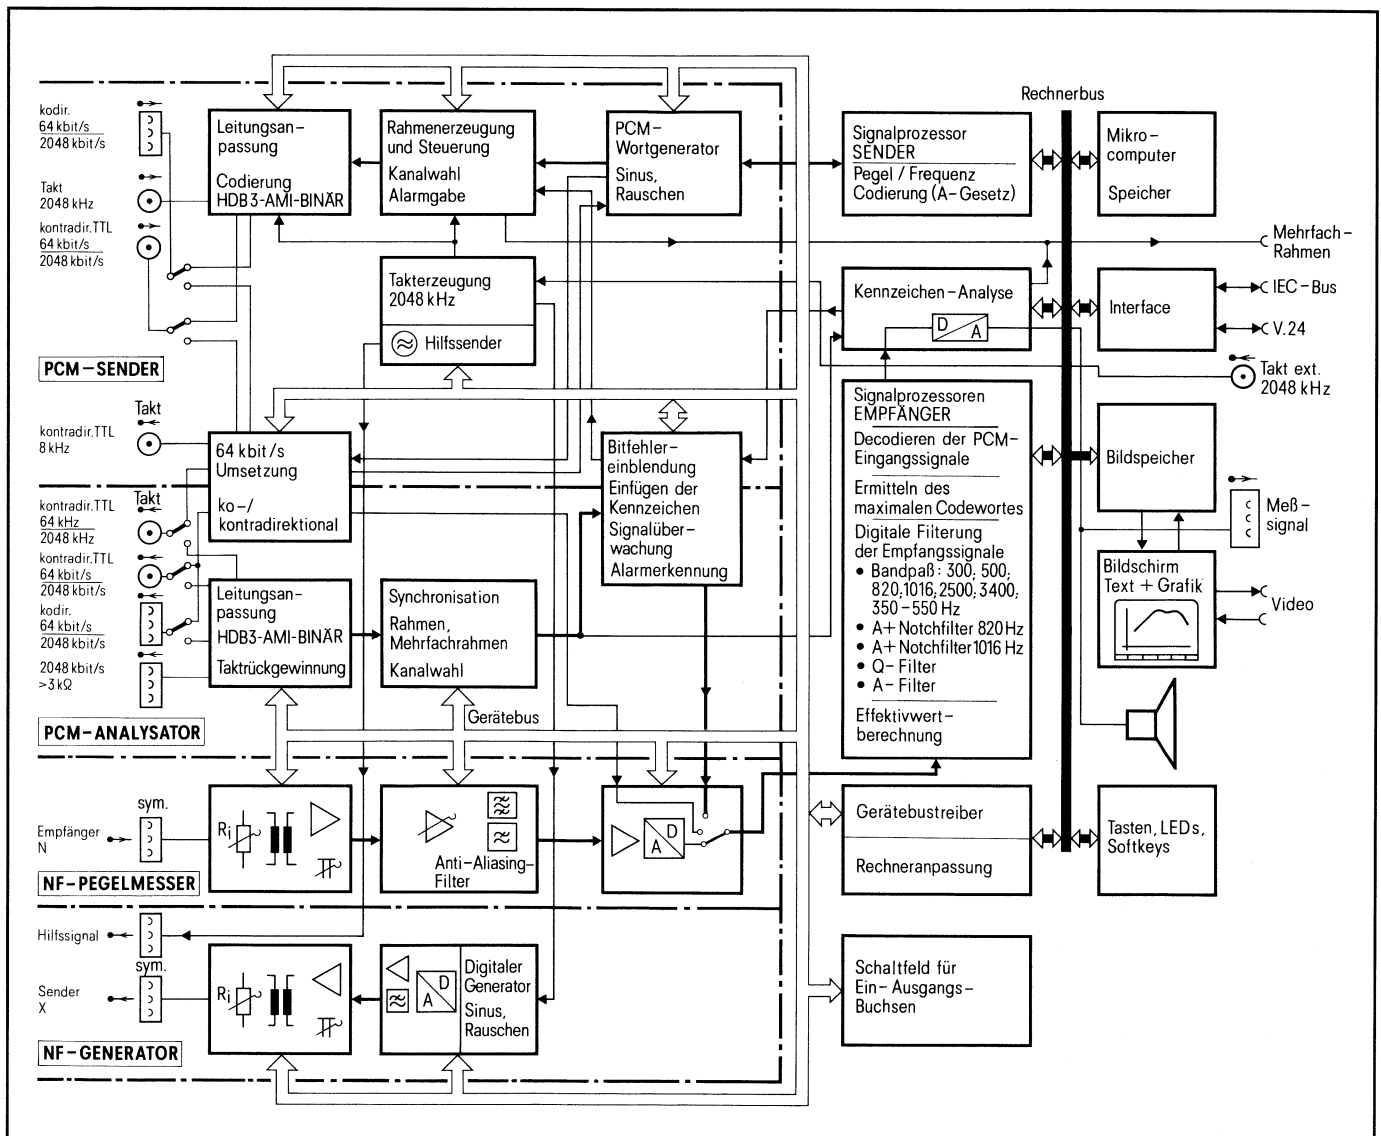 kodir.
64 kbit/s
2048 kbit/s
Takt
2048 kHz
kontradir. TTL
64 kbit/s
2048 kbit/s
PCM-SENDER
Leitungsan-
passung
Codierung
HDB3-AMI-BINÄR
Rahmenerzeugung
und Steuerung
Kanalwahl
Alarmgabe
PCM-
Wortgenerator
Sinus,
Rauschen
Takterzeugung
2048 kHz
Hilfssender
Signalprozessor
SENDER
Pegel / Frequenz
Codierung (A-Gesetz)
Rechnerbus
Mikro-
computer
Speicher
Mehrfach-
Rahmen
Kennzeichen-Analyse
D
A
Interface
IEC-Bus
V.24
Takt ext.
2048 kHz
Takt
kontradir. TTL
8 kHz
64 kbit/s
Umsetzung
ko-/
kontradirektional
Bitfehler-
einblendung
Einfügen der
Kennzeichen
Signalüber-
wachung
Alarmerkennung
Signalprozessoren
EMPFÄNGER
Decodieren der PCM-
Eingangssignale
Ermitteln des
maximalen Codewortes
Digitale Filterung
der Empfangssignale
• Bandpaß: 300; 500;
820;1016; 2500; 3400;
350-550 Hz
• A+Notchfilter 820 Hz
• A+Notchfilter 1016 Hz
• Q-Filter
• A-Filter
Effektivwert-
berechnung
Bildspeicher
Meß-
signal
Bildschirm
Text + Grafik
Video
Takt
kontradir. TTL
64 kHz
2048 kHz
kontradir. TTL
64 kbit/s
2048 kbit/s
kodir.
64 kbit/s
2048 kbit/s
2048 kbit/s
>3 kΩ
PCM-ANALYSATOR
Leitungsan-
passung
HDB3-AMI-BINÄR
Taktrückgewinnung
Synchronisation
Rahmen,
Mehrfachrahmen
Kanalwahl
Gerätebus
sym.
Empfänger
N
NF-PEGELMESSER
Ri
Anti-Aliasing-
Filter
D
A
Gerätebustreiber
Rechneranpassung
Tasten, LEDs,
Softkeys
Hilfssignal
sym.
Sender
X
NF-GENERATOR
Ri
D
A
Digitaler
Generator
Sinus,
Rauschen
Schaltfeld für
Ein-Ausgangs-
Buchsen